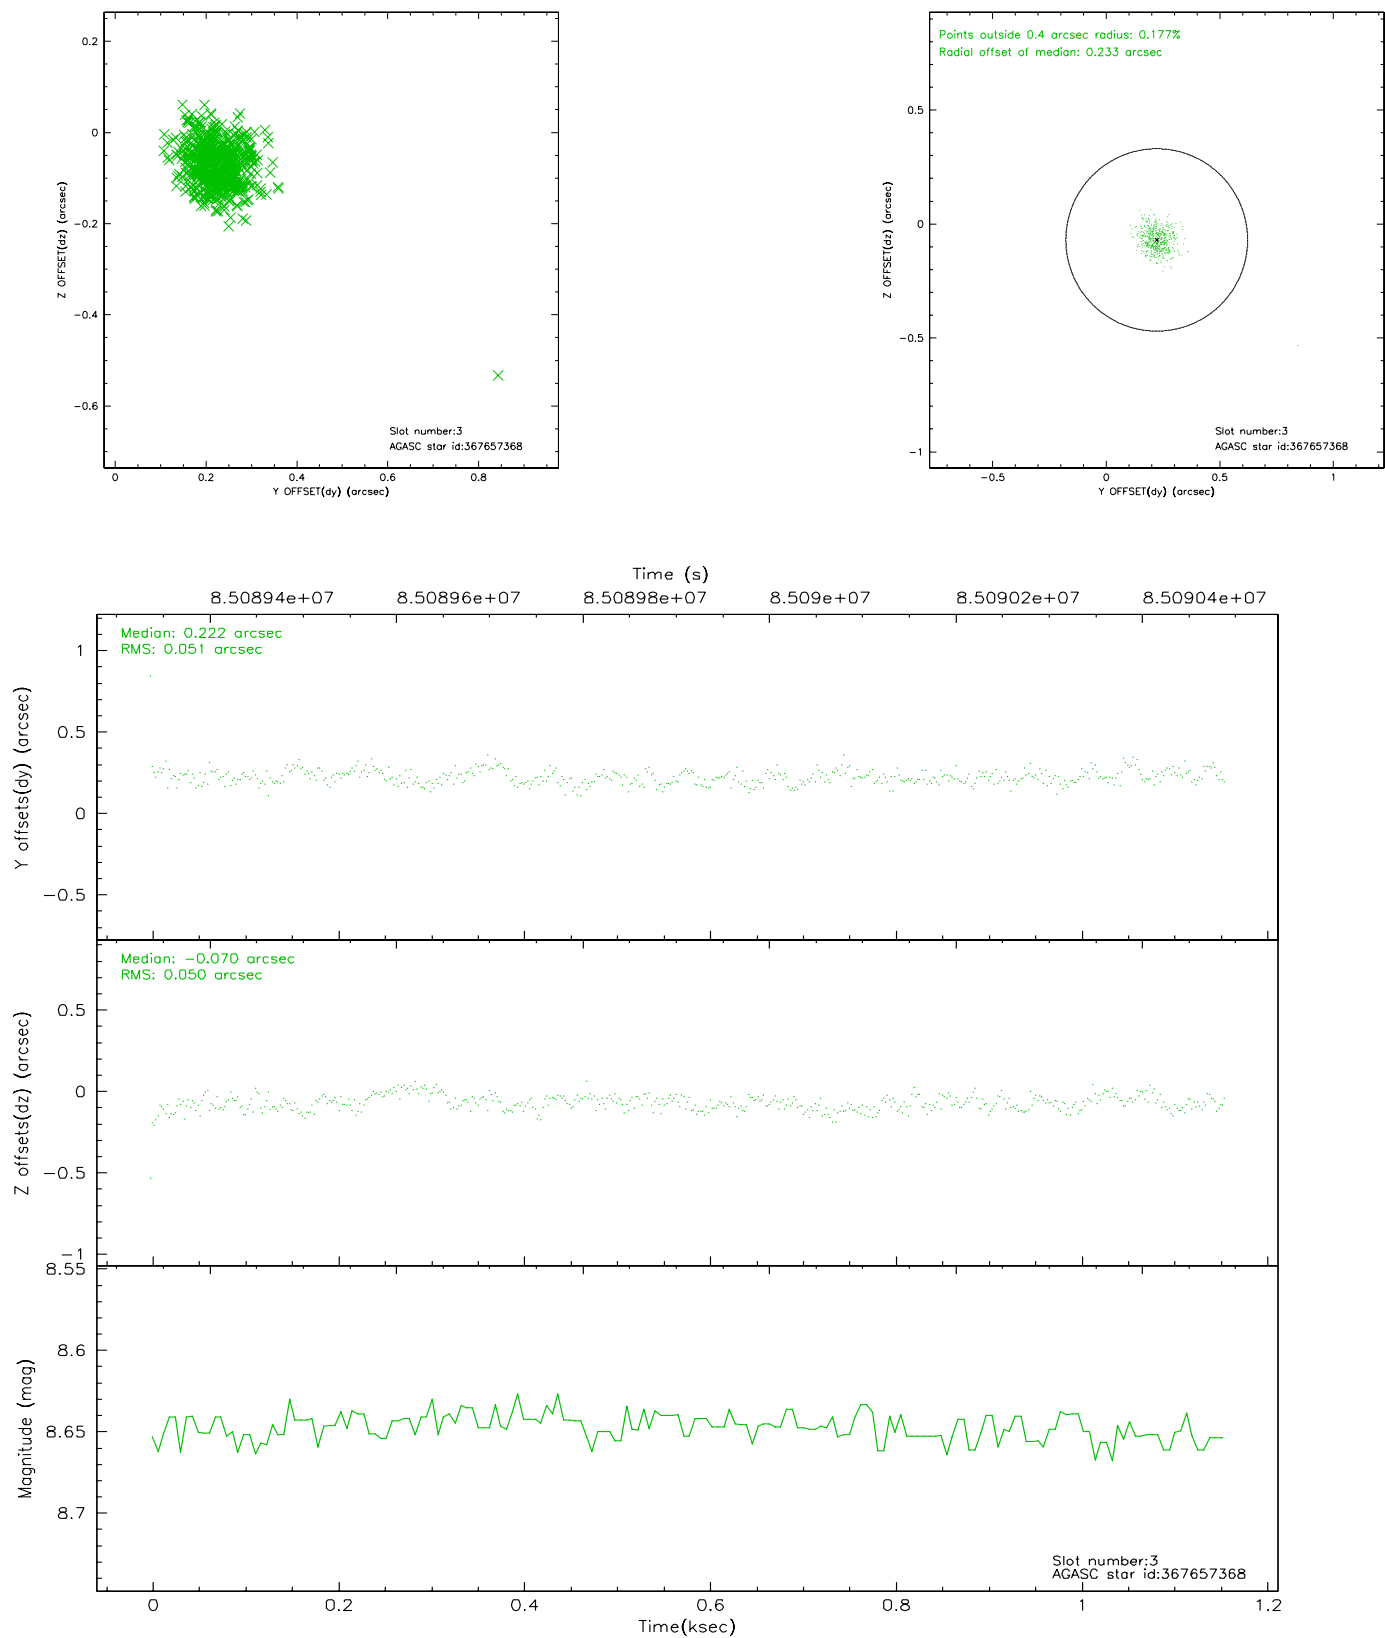 0.2
0
−0.2
−0.4
−0.6
Z OFFSET(dz) (arcsec)
Slot number:3
AGASC star id:367657368
0 0.2 0.4 0.6 0.8
Y OFFSET(dy) (arcsec)
Points outside 0.4 arcsec radius: 0.177%
Radial offset of median: 0.233 arcsec
0.5
0
−0.5
−1
Z OFFSET(dz) (arcsec)
Slot number:3
AGASC star id:367657368
−0.5 0 0.5 1
Y OFFSET(dy) (arcsec)
Time (s)
8.50894e+07 8.50896e+07 8.50898e+07 8.509e+07 8.50902e+07 8.50904e+07
Median: 0.222 arcsec
RMS: 0.051 arcsec
1
0.5
0
−0.5
Y offsets(dy) (arcsec)
Median: −0.070 arcsec
RMS: 0.050 arcsec
0.5
0
−0.5
−1
Z offsets(dz) (arcsec)
8.55
8.6
8.65
8.7
Magnitude (mag)
Slot number:3
AGASC star id:367657368
0 0.2 0.4 0.6 0.8 1 1.2
Time(ksec)